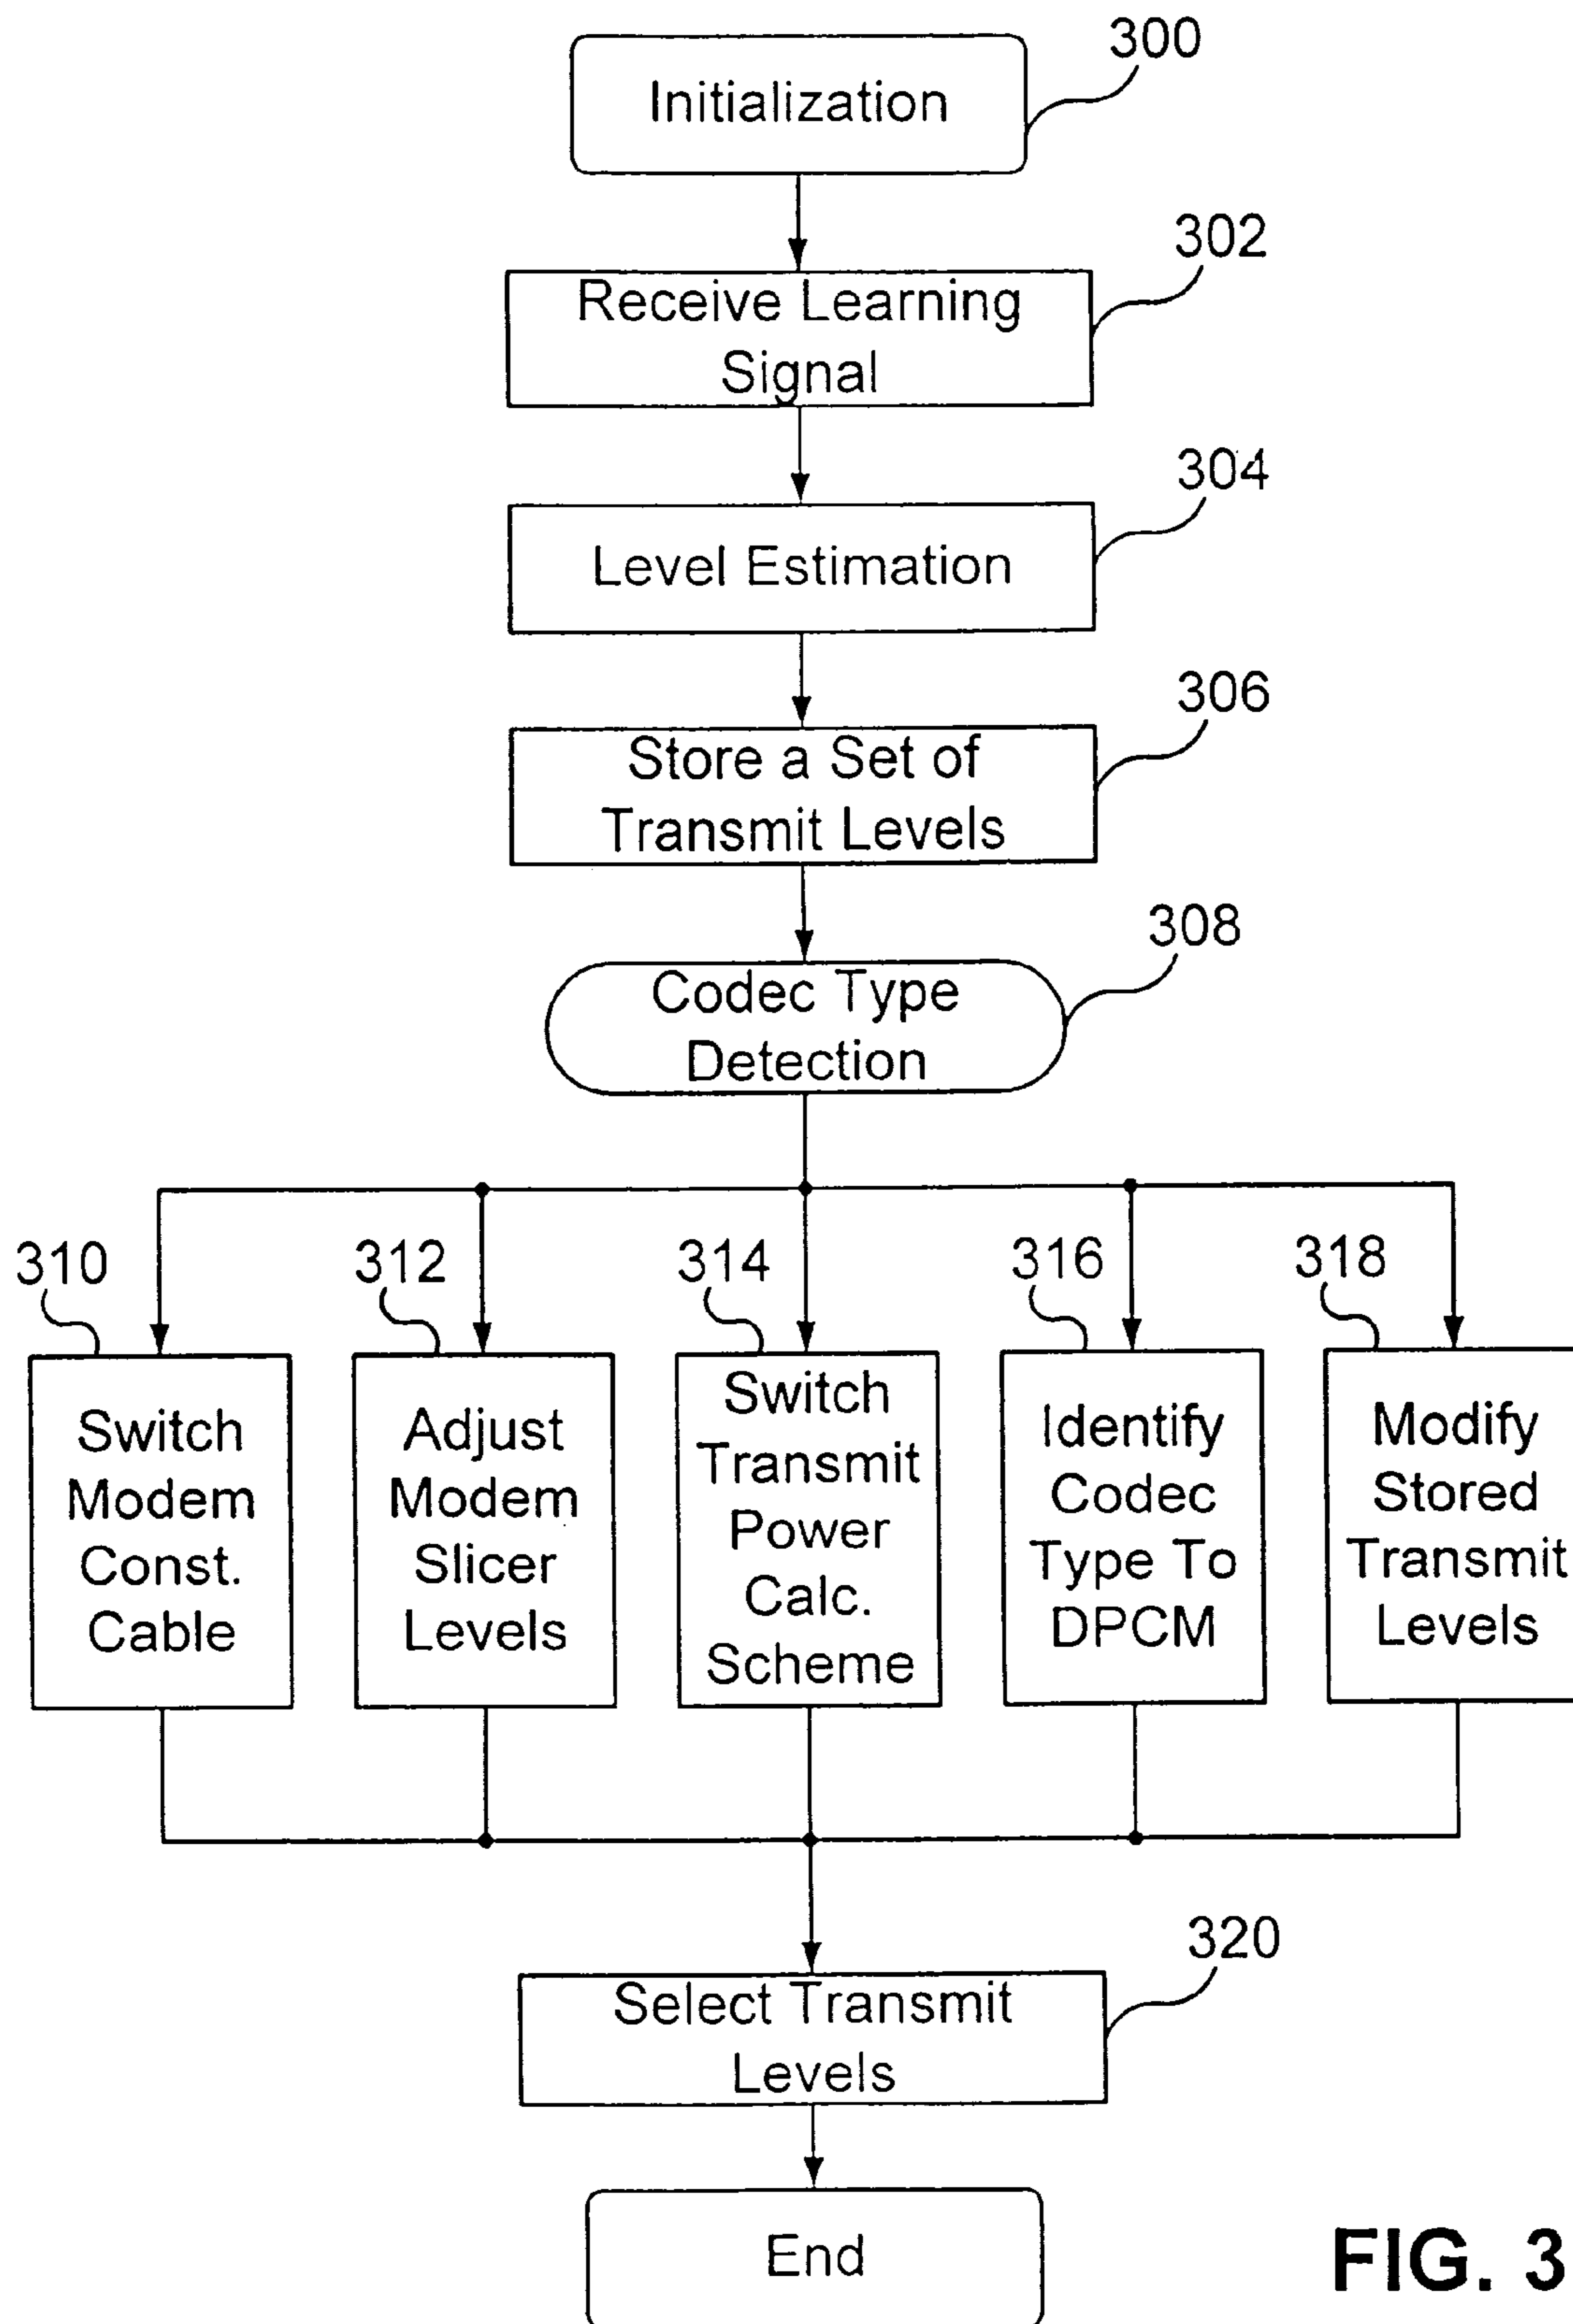 300
Initialization
302
Receive Learning
Signal
304
Level Estimation
306
Store a Set of
Transmit Levels
308
Codec Type
Detection
310
312
314
316
318
Switch
Modem
Const.
Cable
Adjust
Modem
Slicer
Levels
Switch
Transmit
Power
Calc.
Scheme
Identify
Codec
Type To
DPCM
Modify
Stored
Transmit
Levels
320
Select Transmit
Levels
End
FIG. 3